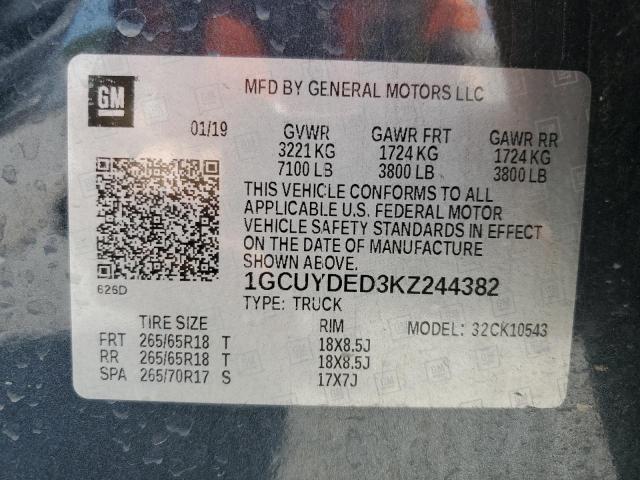 GM
MFD BY GENERAL MOTORS LLC
01/19 GVWR GAWR FRT GAWR RR
3221 KG 1724 KG 1724 KG
7100 LB 3800 LB 3800 LB
THIS VEHICLE CONFORMS TO ALL
APPLICABLE U.S. FEDERAL MOTOR
VEHICLE SAFETY STANDARDS IN EFFECT
ON THE DATE OF MANUFACTURE
SHOWN ABOVE.
626D 1GCUYDED3KZ244382
TYPE: TRUCK
TIRE SIZE RIM MODEL: 32CK10543
FRT 265/65R18 T 18X8.5J
RR 265/65R18 T 18X8.5J
SPA 265/70R17 S 17X7J